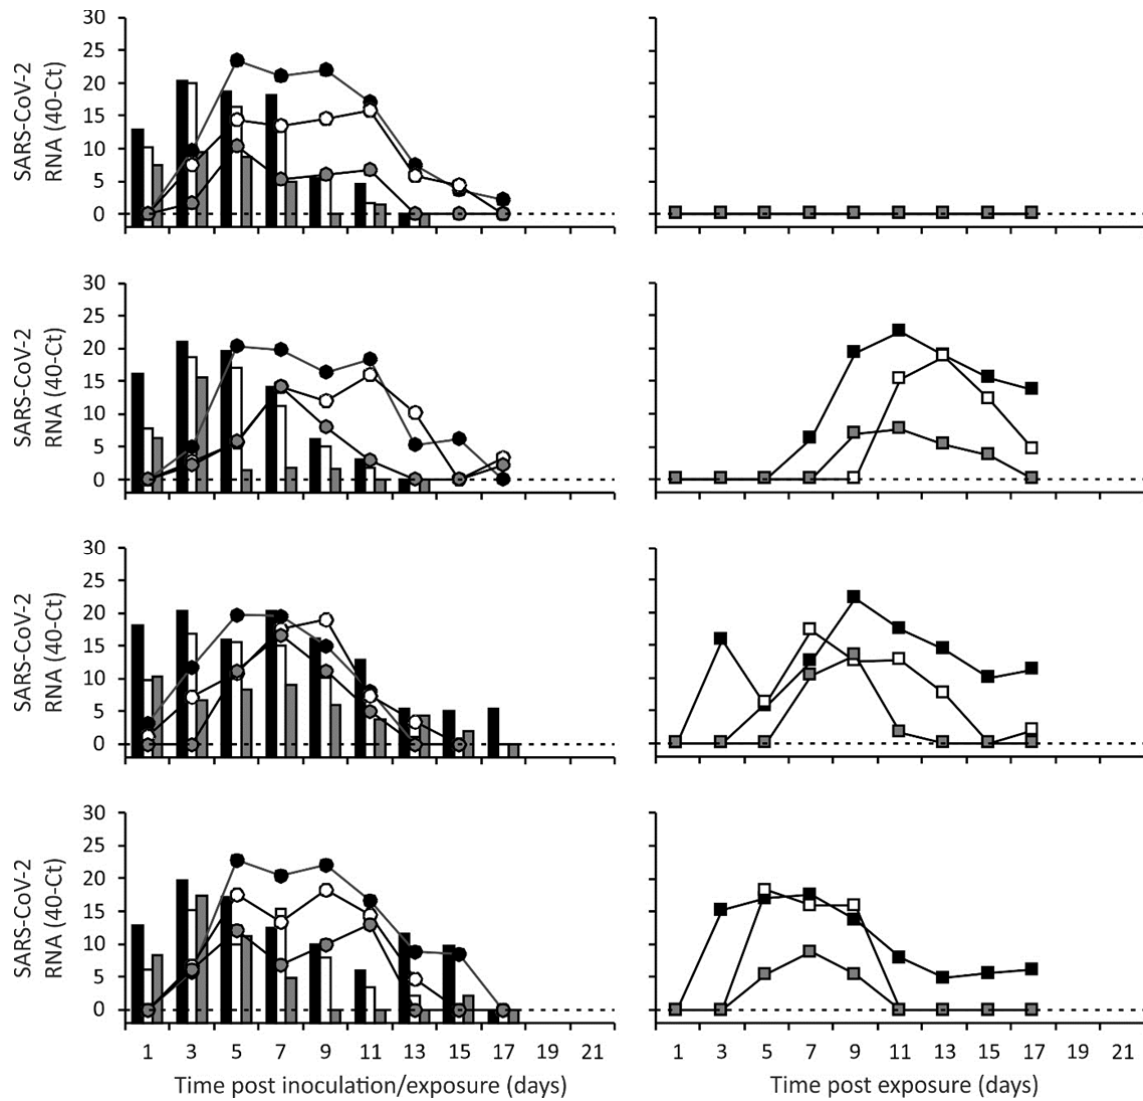 30
25
20
15
10
5
0
SARS-CoV-2
RNA (40-Ct)
30
25
20
15
10
5
0
SARS-CoV-2
RNA (40-Ct)
30
25
20
15
10
5
0
SARS-CoV-2
RNA (40-Ct)
30
25
20
15
10
5
0
SARS-CoV-2
RNA (40-Ct)
1 3 5 7 9 11 13 15 17 19 21
Time post inoculation/exposure (days)
1 3 5 7 9 11 13 15 17 19 21
Time post exposure (days)